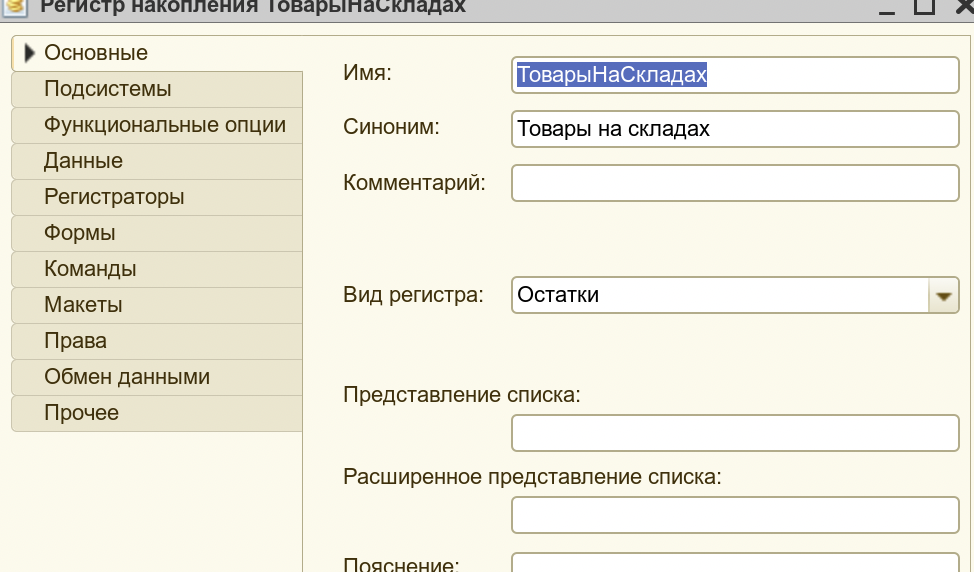 Регистр накопления ТоварыНаСкладах
Основные
Подсистемы
Функциональные опции
Данные
Регистраторы
Формы
Команды
Макеты
Права
Обмен данными
Прочее
Имя: ТоварыНаСкладах
Синоним: Товары на складах
Комментарий:
Вид регистра: Остатки
Представление списка:
Расширенное представление списка:
Пояснение: